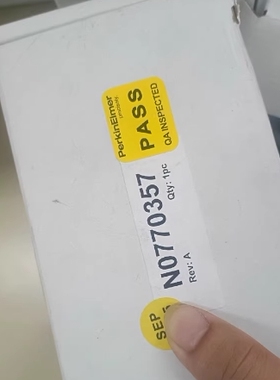 PerkinElmer
PASS
QA INSPECTED
N0770357
Qty: 1pc
Rev: A
SEP